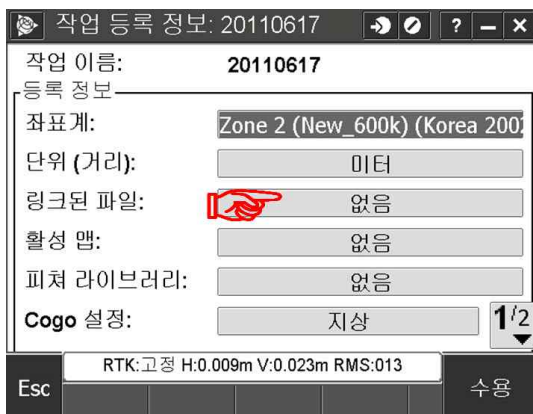 작업 등록 정보: 20110617 ? – ×
작업 이름: 20110617
등록 정보
좌표계: Zone 2 (New_600k) (Korea 2002
단위 (거리): 미터
링크된 파일: 없음
활성 맵: 없음
피쳐 라이브러리: 없음
Cogo 설정: 지상 1/2
RTK:고정 H:0.009m V:0.023m RMS:013
Esc 수용